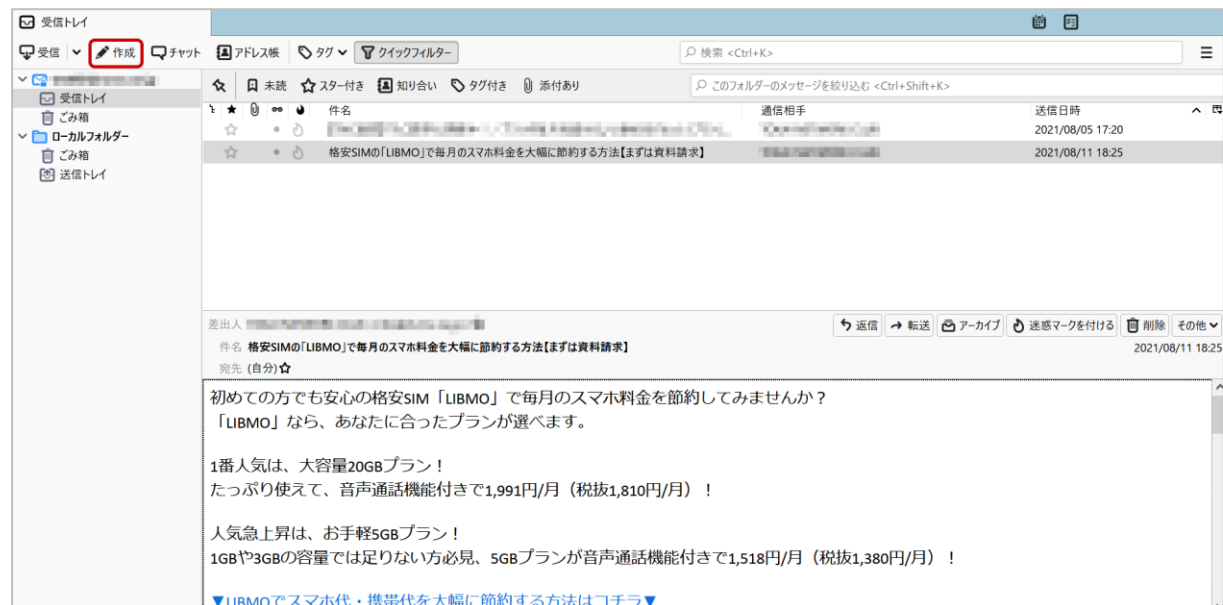 受信トレイ
受信 作成 チャット アドレス帳 タグ クイックフィルター 検索 <Ctrl+K>
未読 スター付き 知り合い タグ付き 添付あり このフォルダーのメッセージを絞り込む <Ctrl+Shift+K>
受信トレイ
ごみ箱
ローカルフォルダー
ごみ箱
送信トレイ
件名 通信相手 送信日時
2021/08/05 17:20
格安SIMの「LIBMO」で毎月のスマホ料金を大幅に節約する方法【まずは資料請求】 2021/08/11 18:25
差出人 返信 転送 アーカイブ 迷惑マークを付ける 削除 その他
件名 格安SIMの「LIBMO」で毎月のスマホ料金を大幅に節約する方法【まずは資料請求】 2021/08/11 18:25
宛先 (自分)
初めての方でも安心の格安SIM「LIBMO」で毎月のスマホ料金を節約してみませんか？
「LIBMO」なら、あなたに合ったプランが選べます。
1番人気は、大容量20GBプラン！
たっぷり使えて、音声通話機能付きで1,991円/月（税抜1,810円/月）！
人気急上昇は、お手軽5GBプラン！
1GBや3GBの容量では足りない方必見、5GBプランが音声通話機能付きで1,518円/月（税抜1,380円/月）！
▼LIBMOでスマホ代・携帯代を大幅に節約する方法はコチラ▼